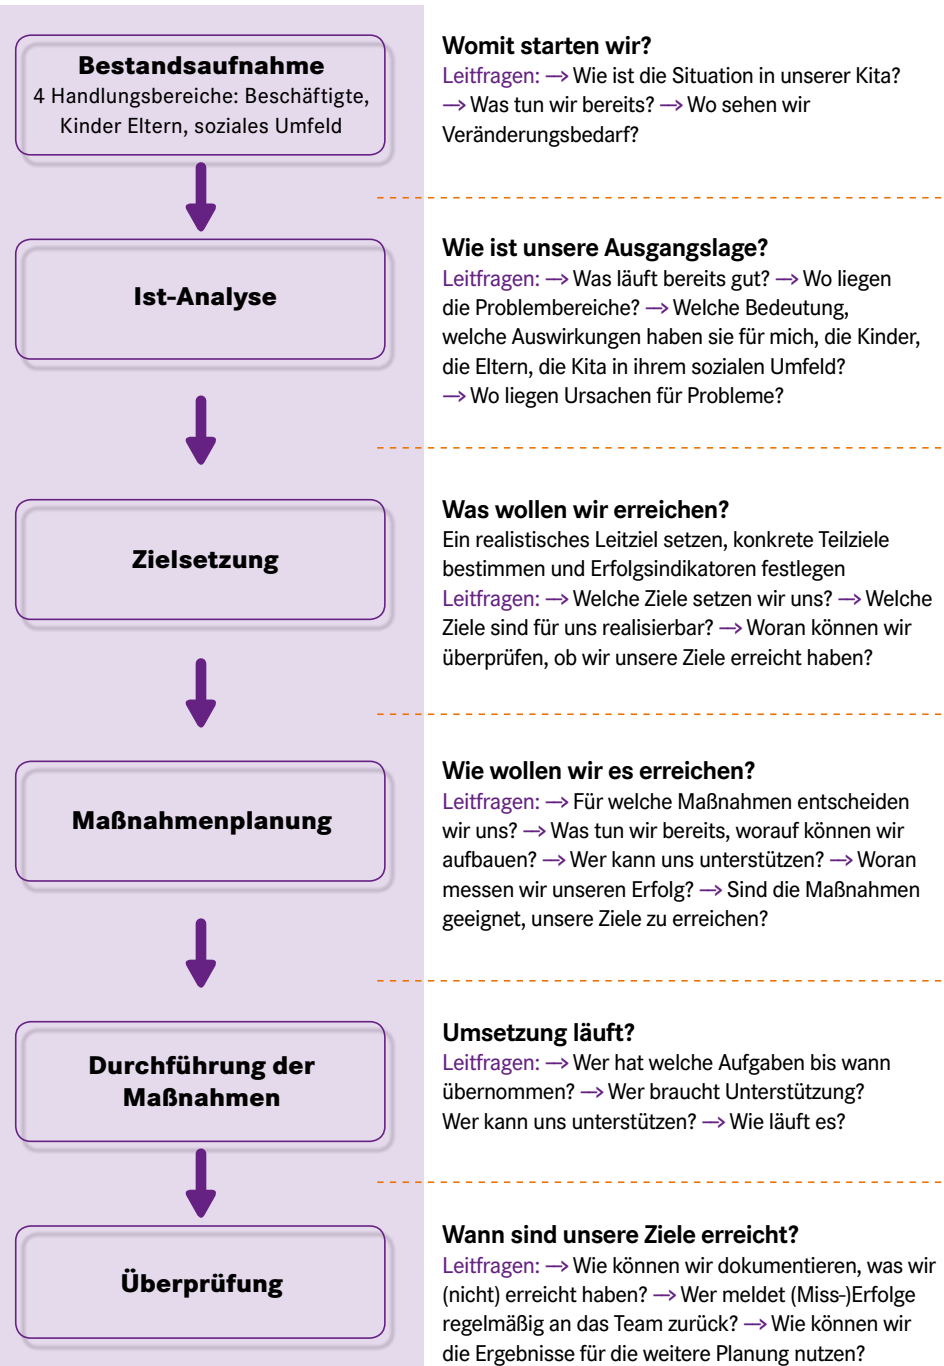 Bestandsaufnahme
4 Handlungsbereiche: Beschäftigte,
Kinder Eltern, soziales Umfeld
Womit starten wir?
Leitfragen: → Wie ist die Situation in unserer Kita?
→ Was tun wir bereits? → Wo sehen wir
Veränderungsbedarf?
Ist-Analyse
Wie ist unsere Ausgangslage?
Leitfragen: → Was läuft bereits gut? → Wo liegen
die Problembereiche? → Welche Bedeutung,
welche Auswirkungen haben sie für mich, die Kinder,
die Eltern, die Kita in ihrem sozialen Umfeld?
→ Wo liegen Ursachen für Probleme?
Zielsetzung
Was wollen wir erreichen?
Ein realistisches Leitziel setzen, konkrete Teilziele
bestimmen und Erfolgsindikatoren festlegen
Leitfragen: → Welche Ziele setzen wir uns? → Welche
Ziele sind für uns realisierbar? → Woran können wir
überprüfen, ob wir unsere Ziele erreicht haben?
Maßnahmenplanung
Wie wollen wir es erreichen?
Leitfragen: → Für welche Maßnahmen entscheiden
wir uns? → Was tun wir bereits, worauf können wir
aufbauen? → Wer kann uns unterstützen? → Woran
messen wir unseren Erfolg? → Sind die Maßnahmen
geeignet, unsere Ziele zu erreichen?
Durchführung der
Maßnahmen
Umsetzung läuft?
Leitfragen: → Wer hat welche Aufgaben bis wann
übernommen? → Wer braucht Unterstützung?
Wer kann uns unterstützen? → Wie läuft es?
Überprüfung
Wann sind unsere Ziele erreicht?
Leitfragen: → Wie können wir dokumentieren, was wir
(nicht) erreicht haben? → Wer meldet (Miss-)Erfolge
regelmäßig an das Team zurück? → Wie können wir
die Ergebnisse für die weitere Planung nutzen?